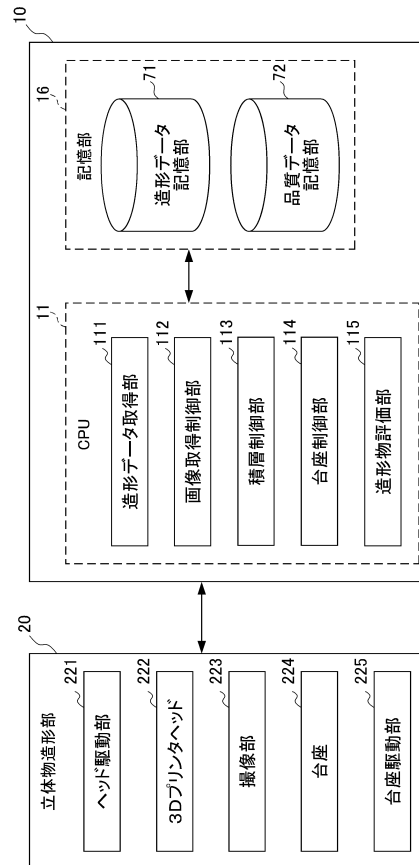 20
立体物造形部
221
ヘッド駆動部
222
3Dプリンタヘッド
223
撮像部
224
台座
225
台座駆動部
10
11
CPU
111
造形データ取得部
112
画像取得制御部
113
積層制御部
114
台座制御部
115
造形物評価部
16
記憶部
71
造形データ
記憶部
72
品質データ
記憶部